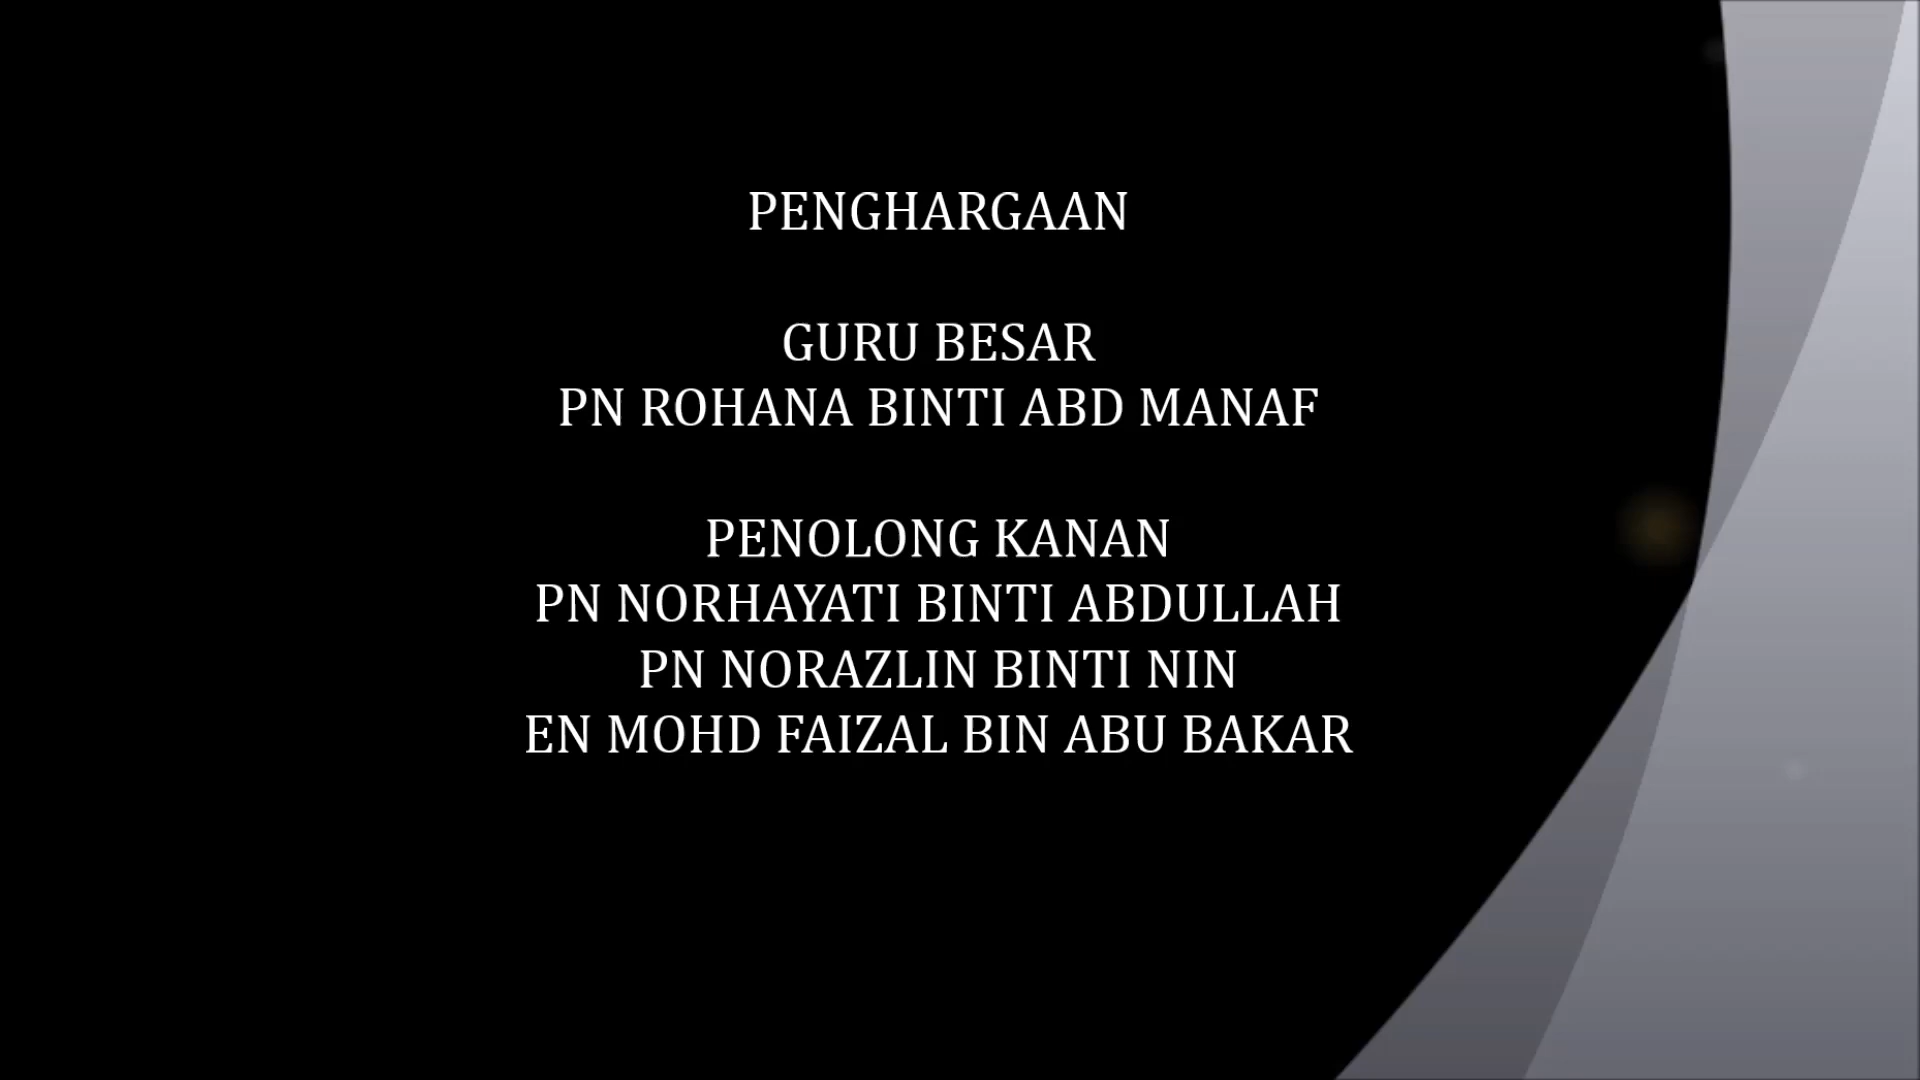 PENGHARGAAN
GURU BESAR
PN ROHANA BINTI ABD MANAF
PENOLONG KANAN
PN NORHAYATI BINTI ABDULLAH
PN NORAZLIN BINTI NIN
EN MOHD FAIZAL BIN ABU BAKAR